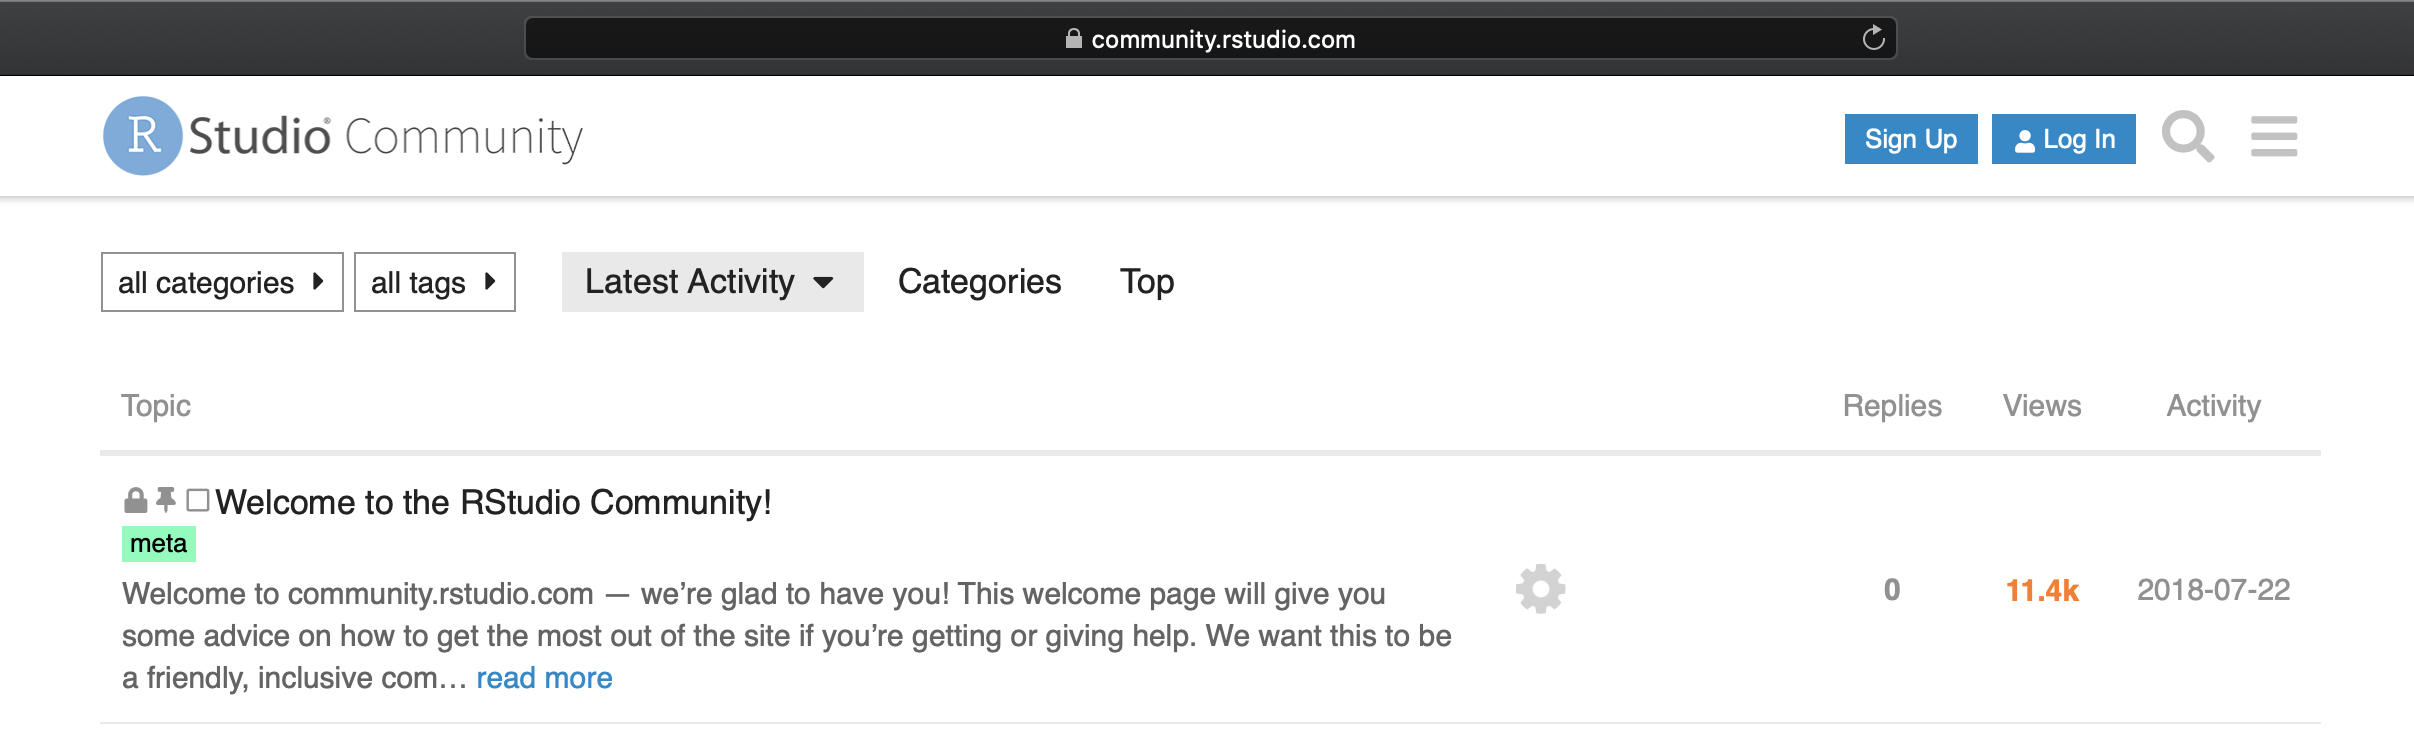 community.rstudio.com
R Studio® Community
Sign Up
Log In
all categories
all tags
Latest Activity
Categories
Top
Topic
Replies
Views
Activity
Welcome to the RStudio Community!
meta
Welcome to community.rstudio.com — we’re glad to have you! This welcome page will give you
some advice on how to get the most out of the site if you’re getting or giving help. We want this to be
a friendly, inclusive com… read more
0
11.4k
2018-07-22